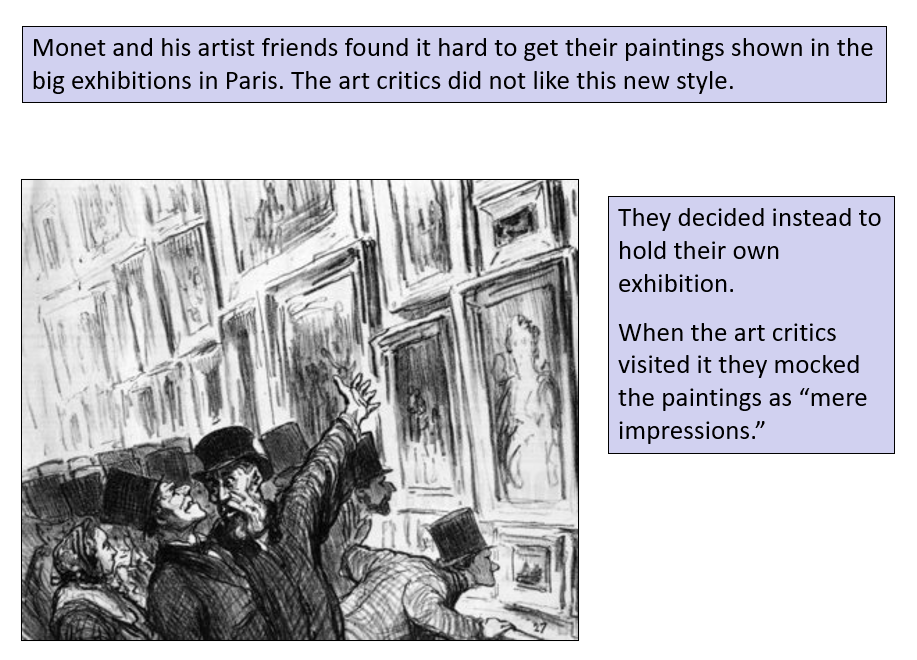 Monet and his artist friends found it hard to get their paintings shown in the
big exhibitions in Paris. The art critics did not like this new style.
They decided instead to
hold their own
exhibition.
When the art critics
visited it they mocked
the paintings as “mere
impressions.”
27